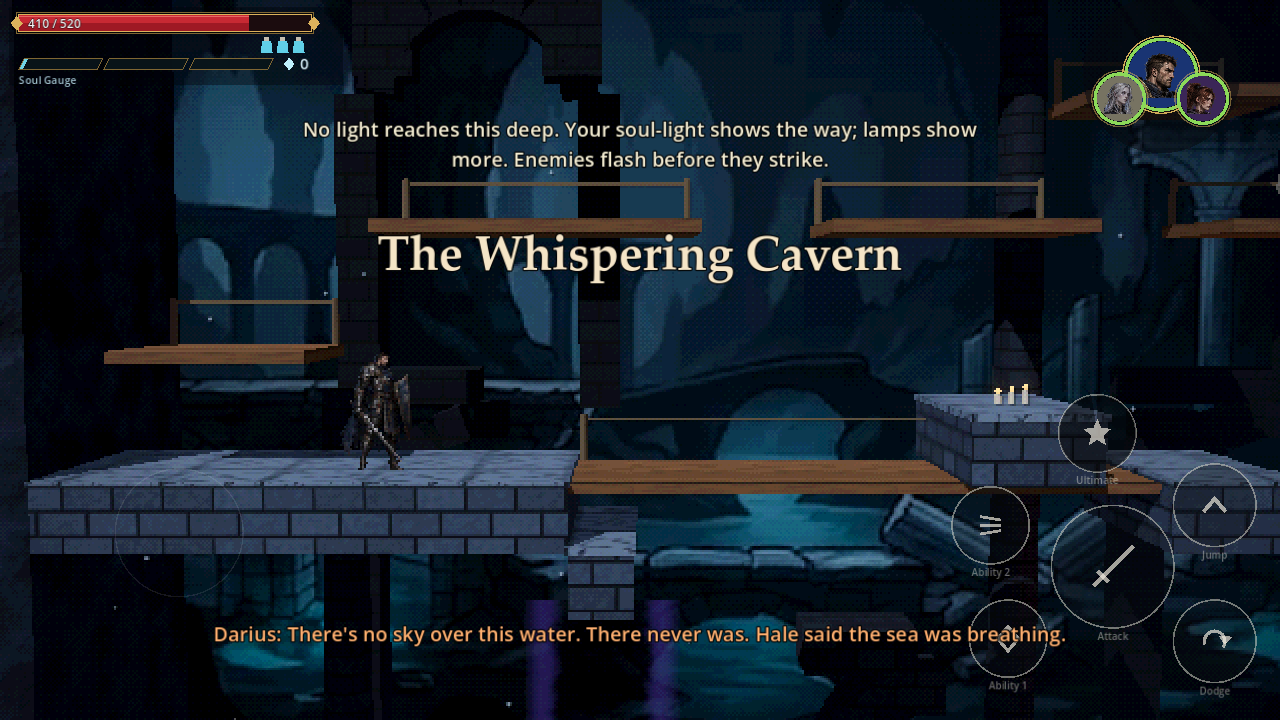 410 / 520
0
Soul Gauge
No light reaches this deep. Your soul-light shows the way; lamps show
more. Enemies flash before they strike.
The Whispering Cavern
Ultimate
Jump
Ability 2
Attack
Darius: There's no sky over this water. There never was. Hale said the sea was breathing.
Ability 1
Dodge